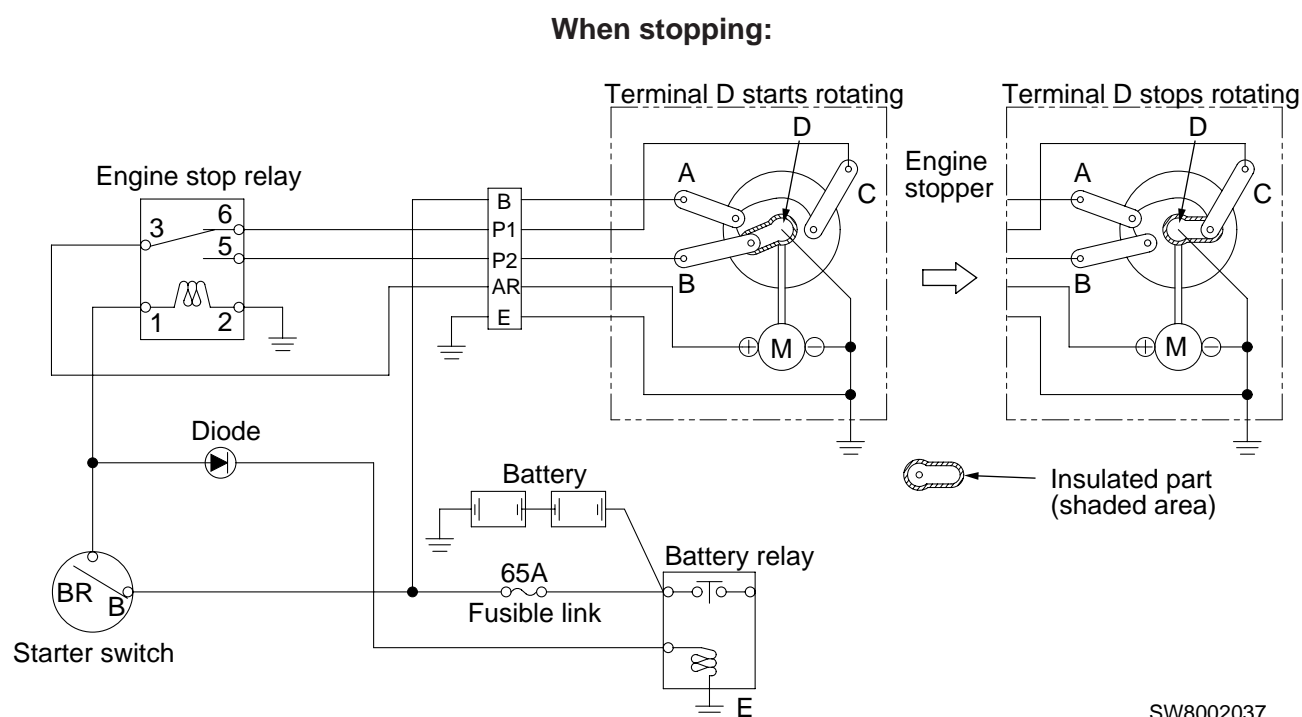 When stopping:
Terminal D starts rotating
Terminal D stops rotating
D
D
Engine stopper
A
C
A
C
Engine stop relay
3
6
5
1
2
B
P1
P2
AR
E
B
B
M
M
Diode
Battery
Insulated part
(shaded area)
Battery relay
65A
Fusible link
BR
B
Starter switch
E
SW8002037